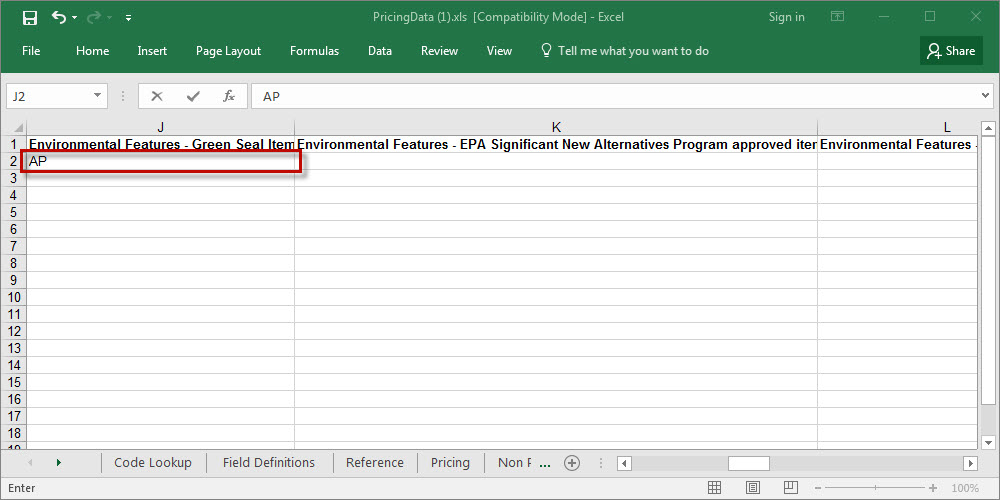 PricingData (1).xls [Compatibility Mode] - Excel
Sign in
File Home Insert Page Layout Formulas Data Review View Tell me what you want to do Share
J2 fx AP
J K L
1 Environmental Features - Green Seal Item Environmental Features - EPA Significant New Alternatives Program approved iter Environmental Features -
2 AP
3
4
5
6
7
8
9
10
11
12
13
14
15
16
17
18
19
Code Lookup Field Definitions Reference Pricing Non P ...
Enter 100%